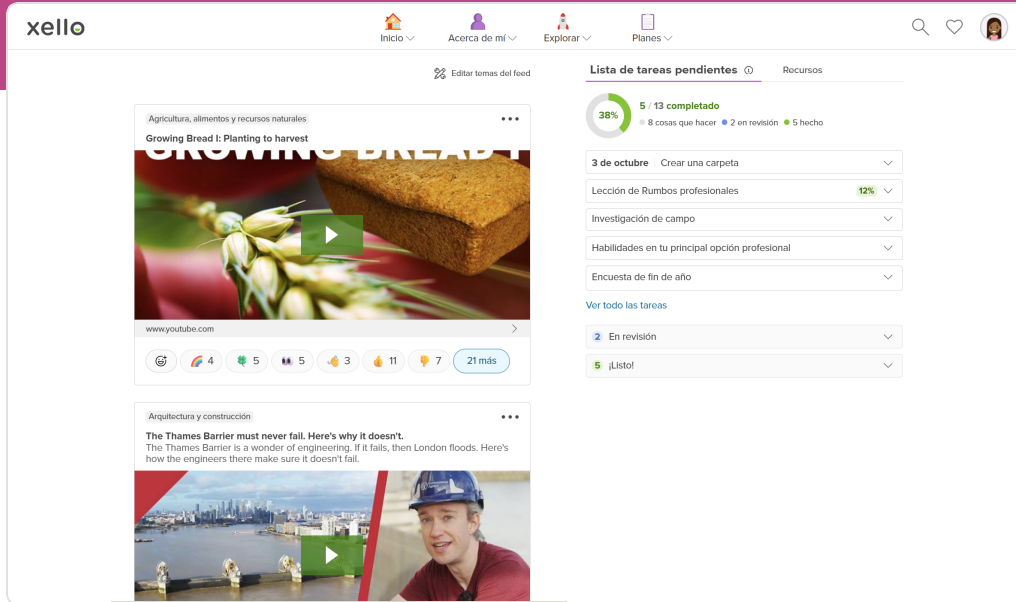 xello
Inicio
Acerca de mí
Explorar
Planes
Editar temas del feed
Agricultura, alimentos y recursos naturales
Growing Bread I: Planting to harvest
GROWING BREAD I
www.youtube.com
4
5
5
3
11
7
21 más
Arquitectura y construcción
The Thames Barrier must never fail. Here's why it doesn't.
The Thames Barrier is a wonder of engineering. If it fails, then London floods. Here's
how the engineers there make sure it doesn't fail.
Lista de tareas pendientes
Recursos
38%
5 / 13 completado
8 cosas que hacer 2 en revisión 5 hecho
3 de octubre Crear una carpeta
Lección de Rumbos profesionales 12%
Investigación de campo
Habilidades en tu principal opción profesional
Encuesta de fin de año
Ver todo las tareas
2 En revisión
5 ¡Listo!